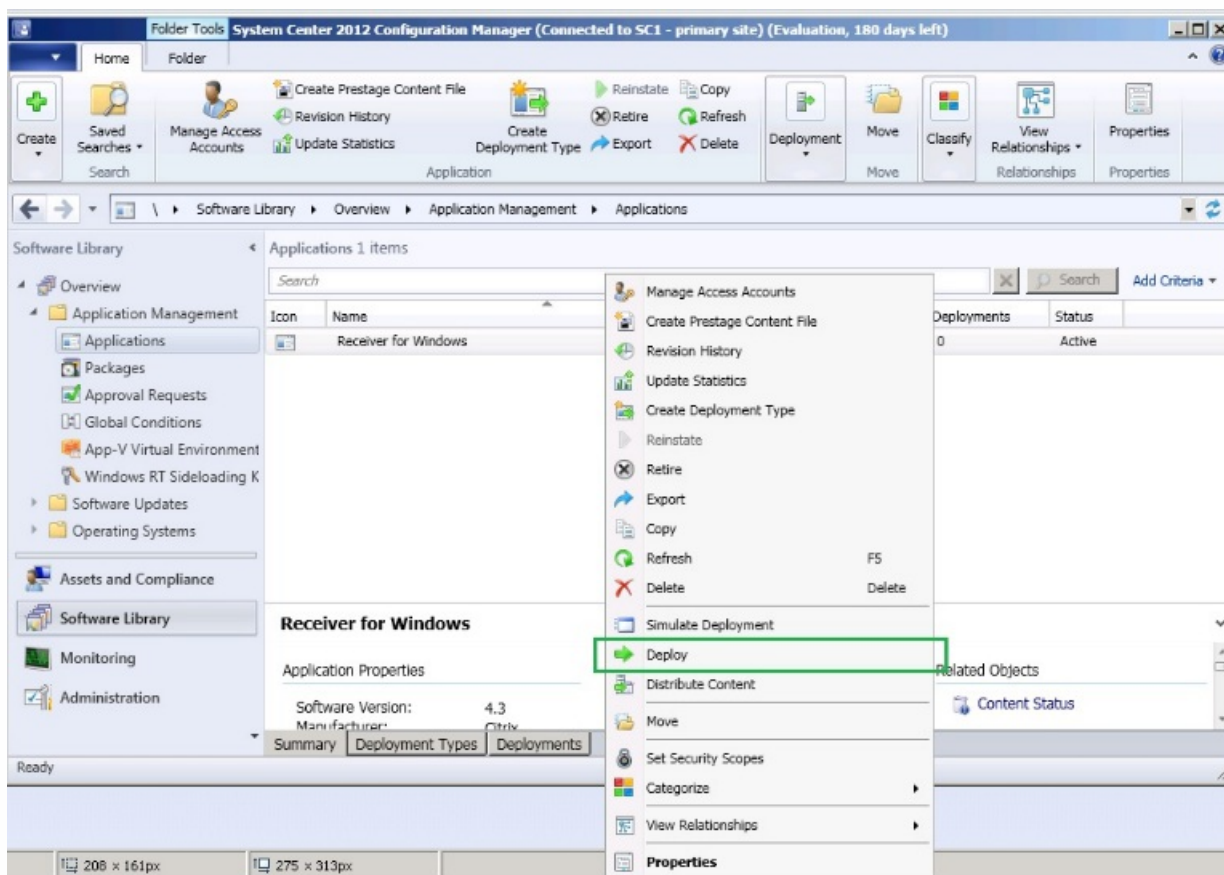 Folder Tools System Center 2012 Configuration Manager (Connected to SC1 - primary site) (Evaluation, 180 days left)
Home Folder
Create
Saved Searches
Manage Access Accounts
Create Prestage Content File
Revision History
Update Statistics
Create Deployment Type
Reinstate
Retire
Export
Copy
Refresh
Delete
Deployment
Move
Classify
View Relationships
Properties
Search
Application
Move
Relationships
Properties
\ Software Library Overview Application Management Applications
Software Library
Overview
Application Management
Applications
Packages
Approval Requests
Global Conditions
App-V Virtual Environment
Windows RT Sideloading K
Software Updates
Operating Systems
Assets and Compliance
Software Library
Monitoring
Administration
Applications 1 items
Search
Search
Add Criteria
Icon Name Deployments Status
Receiver for Windows 0 Active
Manage Access Accounts
Create Prestage Content File
Revision History
Update Statistics
Create Deployment Type
Reinstate
Retire
Export
Copy
Refresh F5
Delete Delete
Simulate Deployment
Deploy
Distribute Content
Move
Set Security Scopes
Categorize
View Relationships
Properties
Receiver for Windows
Application Properties
Software Version: 4.3
Manufacturer: Citrix
Related Objects
Content Status
Summary Deployment Types Deployments
Ready
208 × 161px 275 × 313px